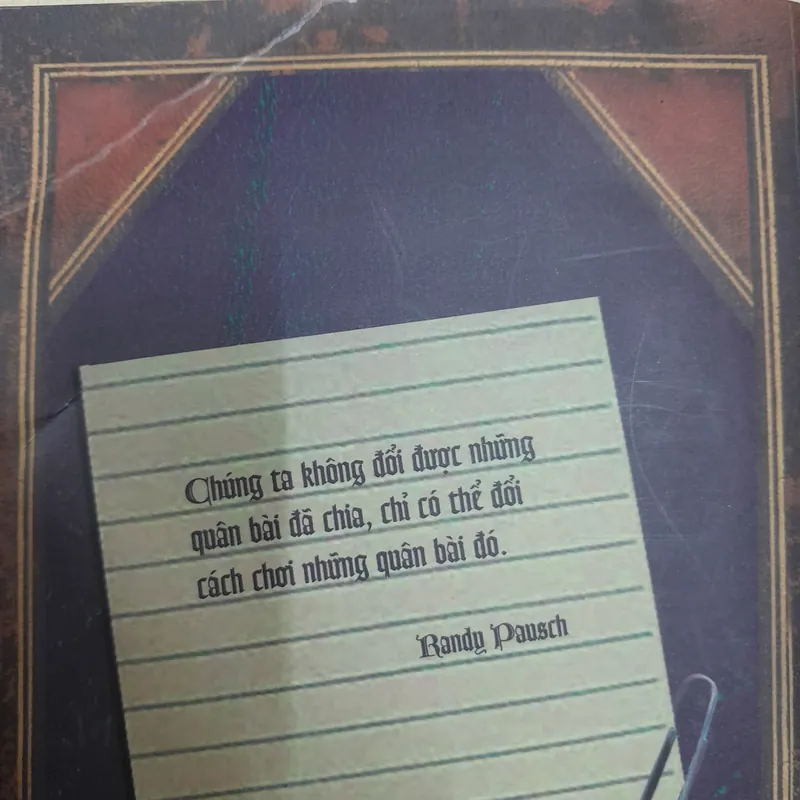 Chúng ta không đổi được những
quân bài đã chia, chỉ có thể đổi
cách chơi những quân bài đó.
Randy Pausch